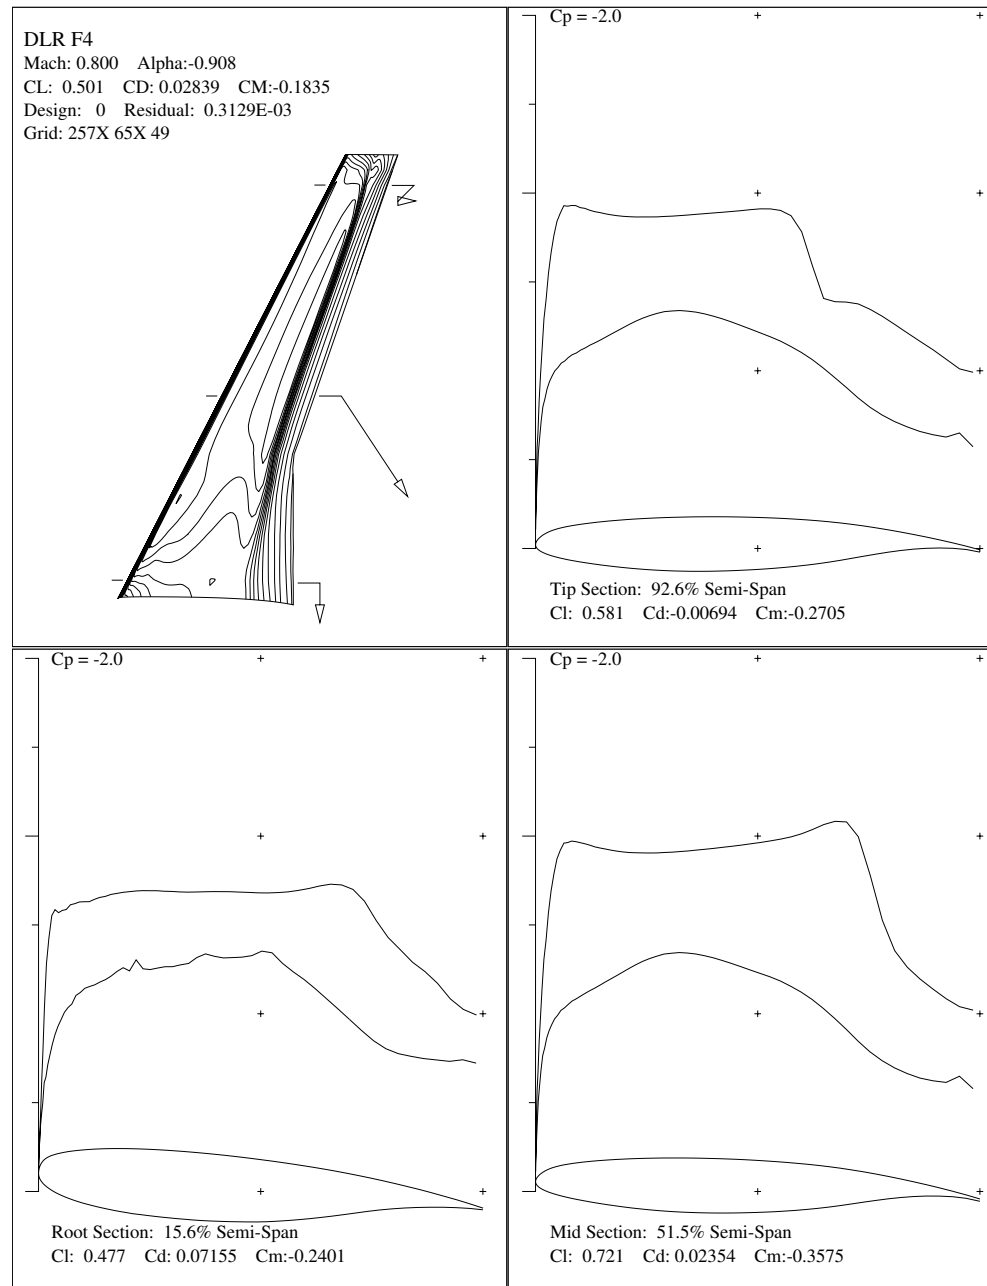 DLR F4
Mach: 0.800 Alpha:-0.908
CL: 0.501 CD: 0.02839 CM:-0.1835
Design: 0 Residual: 0.3129E-03
Grid: 257X 65X 49
Cp = -2.0
Tip Section: 92.6% Semi-Span
Cl: 0.581 Cd:-0.00694 Cm:-0.2705
Cp = -2.0
Root Section: 15.6% Semi-Span
Cl: 0.477 Cd: 0.07155 Cm:-0.2401
Cp = -2.0
Mid Section: 51.5% Semi-Span
Cl: 0.721 Cd: 0.02354 Cm:-0.3575